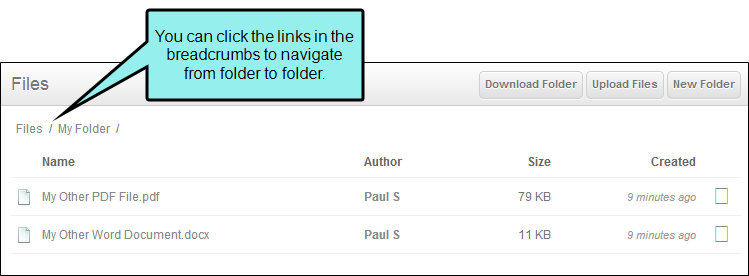 You can click the links in the
breadcrumbs to navigate
from folder to folder.
Files Download Folder Upload Files New Folder
Files / My Folder /
Name Author Size Created
My Other PDF File.pdf Paul S 79 KB 9 minutes ago
My Other Word Document.docx Paul S 11 KB 9 minutes ago